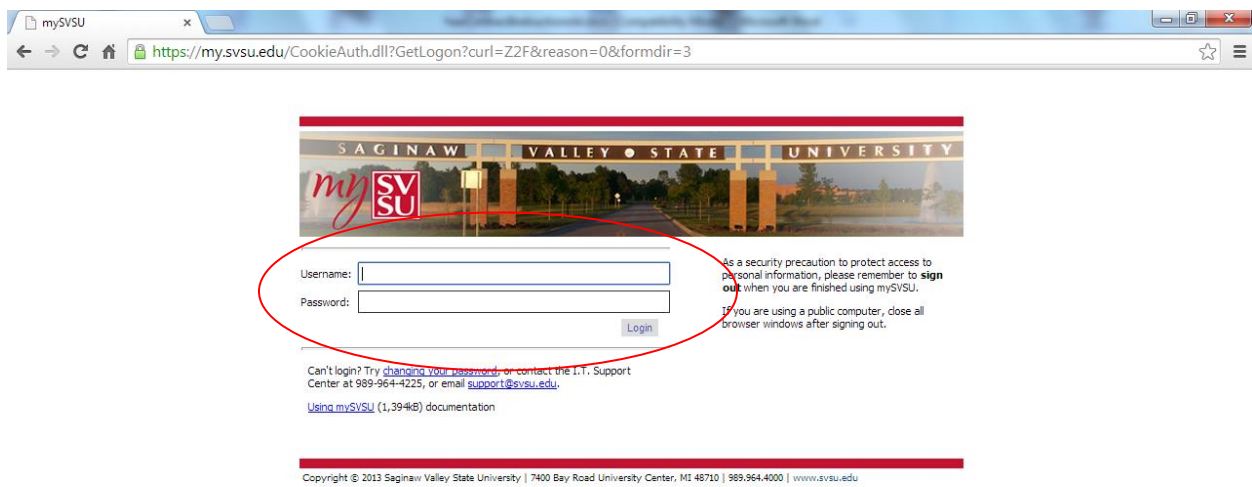 mySVSU
https://my.svsu.edu/CookieAuth.dll?GetLogon?curl=Z2F&reason=0&formdir=3
SAGINAW VALLEY STATE UNIVERSITY
my SV
SU
Username:
Password:
Login
As a security precaution to protect access to
personal information, please remember to sign
out when you are finished using mySVSU.
If you are using a public computer, close all
browser windows after signing out.
Can't login? Try changing your password, or contact the I.T. Support
Center at 989-964-4225, or email support@svsu.edu.
Using mySVSU (1,394kB) documentation
Copyright © 2013 Saginaw Valley State University | 7400 Bay Road University Center, MI 48710 | 989.964.4000 | www.svsu.edu